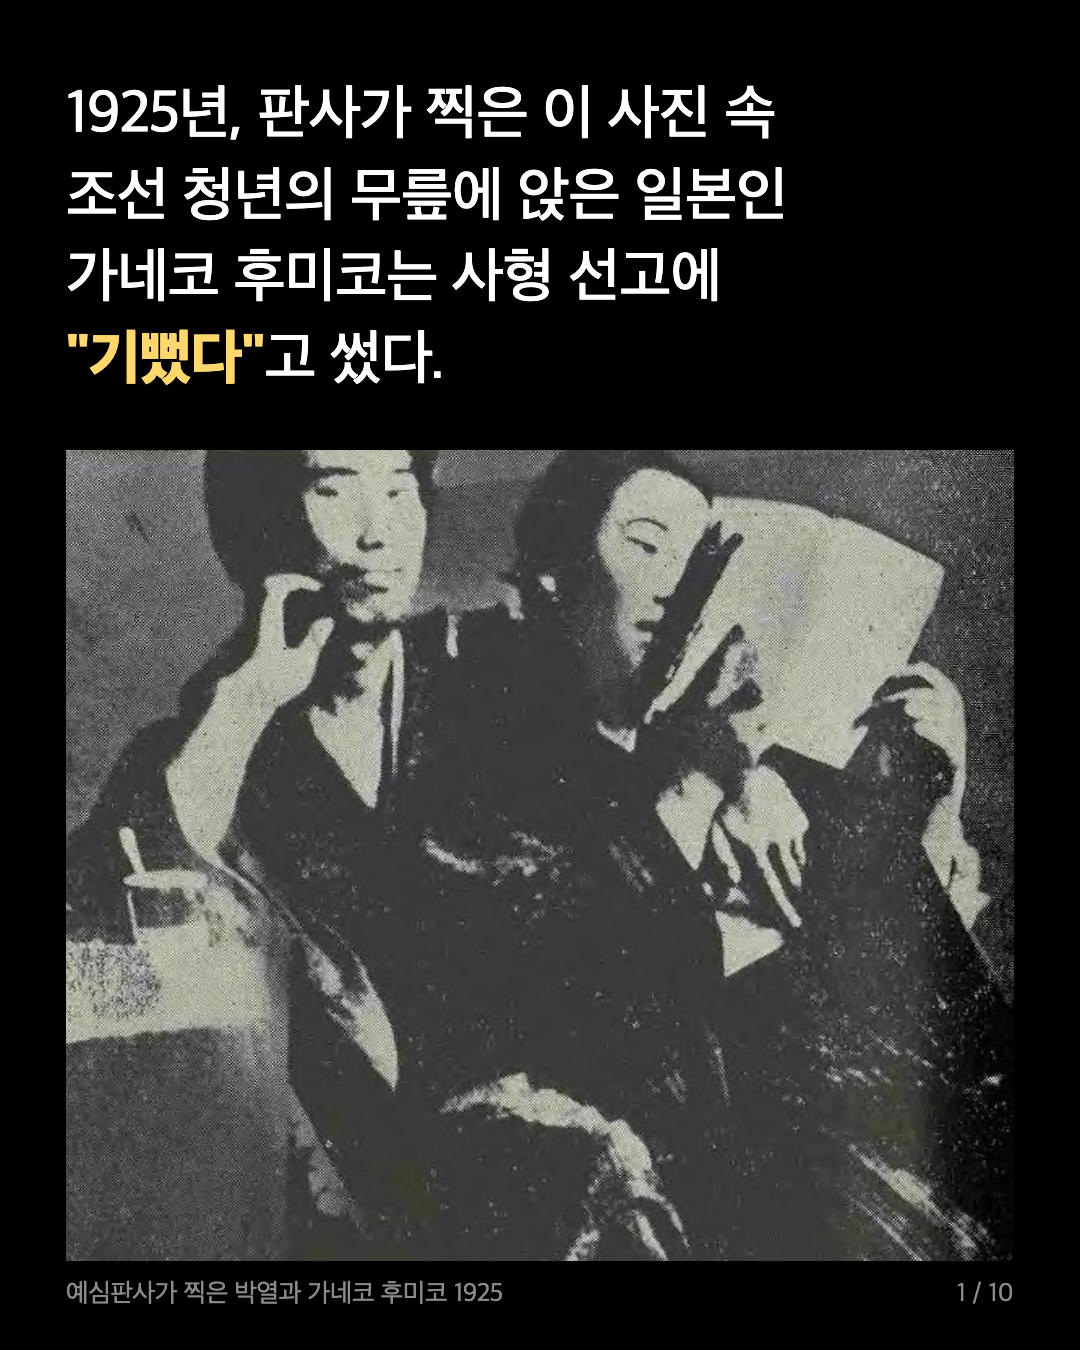 1925년, 판사가 찍은 이 사진 속
조선 청년의 무릎에 앉은 일본인
가네코 후미코는 사형 선고에
"기뻤다"고 썼다.
예심판사가 찍은 박열과 가네코 후미코 1925
1 / 10